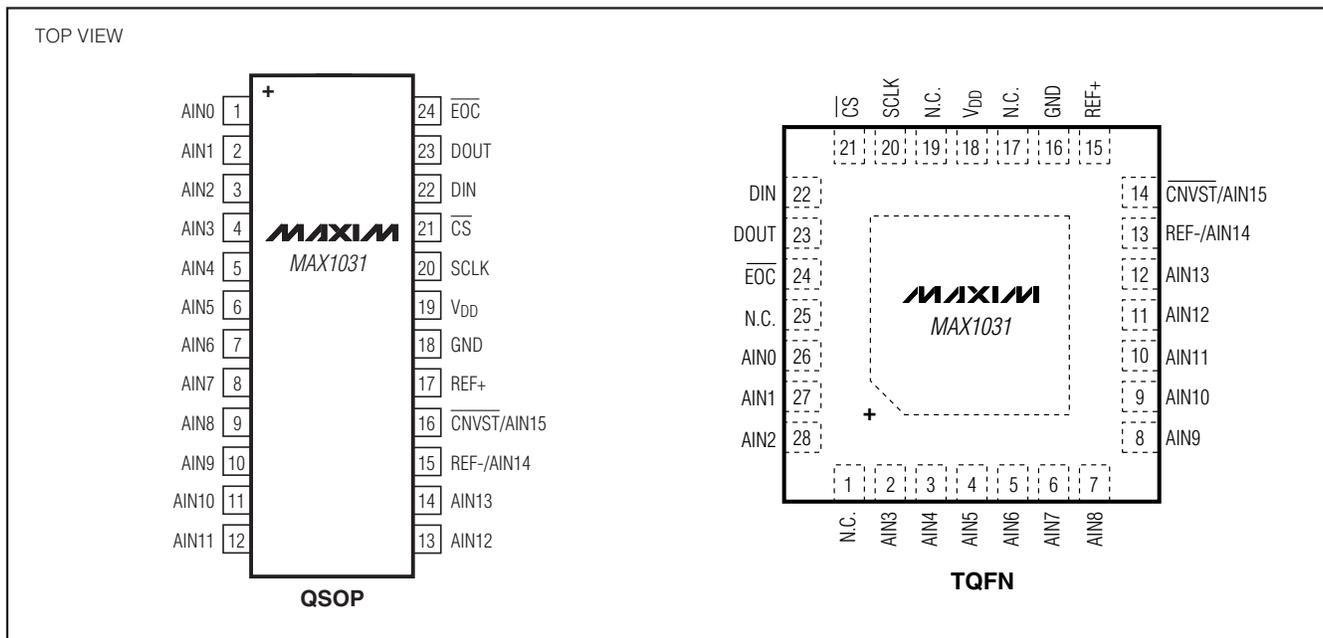 TOP VIEW
+
AIN0 1
AIN1 2
AIN2 3
AIN3 4
AIN4 5
AIN5 6
AIN6 7
AIN7 8
AIN8 9
AIN9 10
AIN10 11
AIN11 12
MAXIM
MAX1031
24 EOC
23 DOUT
22 DIN
21 CS
20 SCLK
19 VDD
18 GND
17 REF+
16 CNVST/AIN15
15 REF-/AIN14
14 AIN13
13 AIN12
QSOP
CS SCLK N.C. VDD N.C. GND REF+
21 20 19 18 17 16 15
DIN 22
DOUT 23
EOC 24
N.C. 25
AIN0 26
AIN1 27
AIN2 28
MAXIM
MAX1031
+
14 CNVST/AIN15
13 REF-/AIN14
12 AIN13
11 AIN12
10 AIN11
9 AIN10
8 AIN9
1 2 3 4 5 6 7
N.C. AIN3 AIN4 AIN5 AIN6 AIN7 AIN8
TQFN